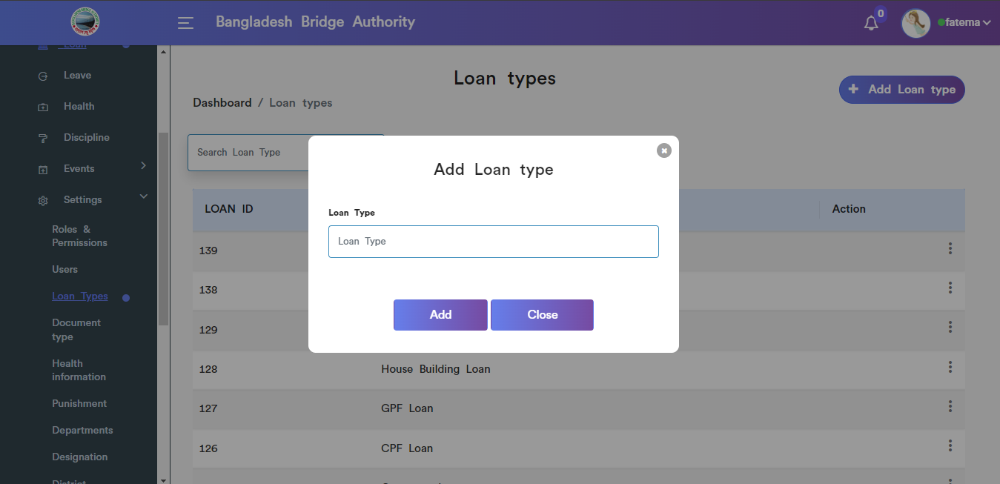 Bangladesh Bridge Authority
0
fatema
Loan
Leave
Health
Discipline
Events
Settings
Roles &
Permissions
Users
Loan Types
Document
type
Health
information
Punishment
Departments
Designation
District
Loan types
Dashboard / Loan types
Add Loan type
Search Loan Type
LOAN ID
Action
139
138
129
128
House Building Loan
127
GPF Loan
126
CPF Loan
Add Loan type
Loan Type
Loan Type
Add
Close